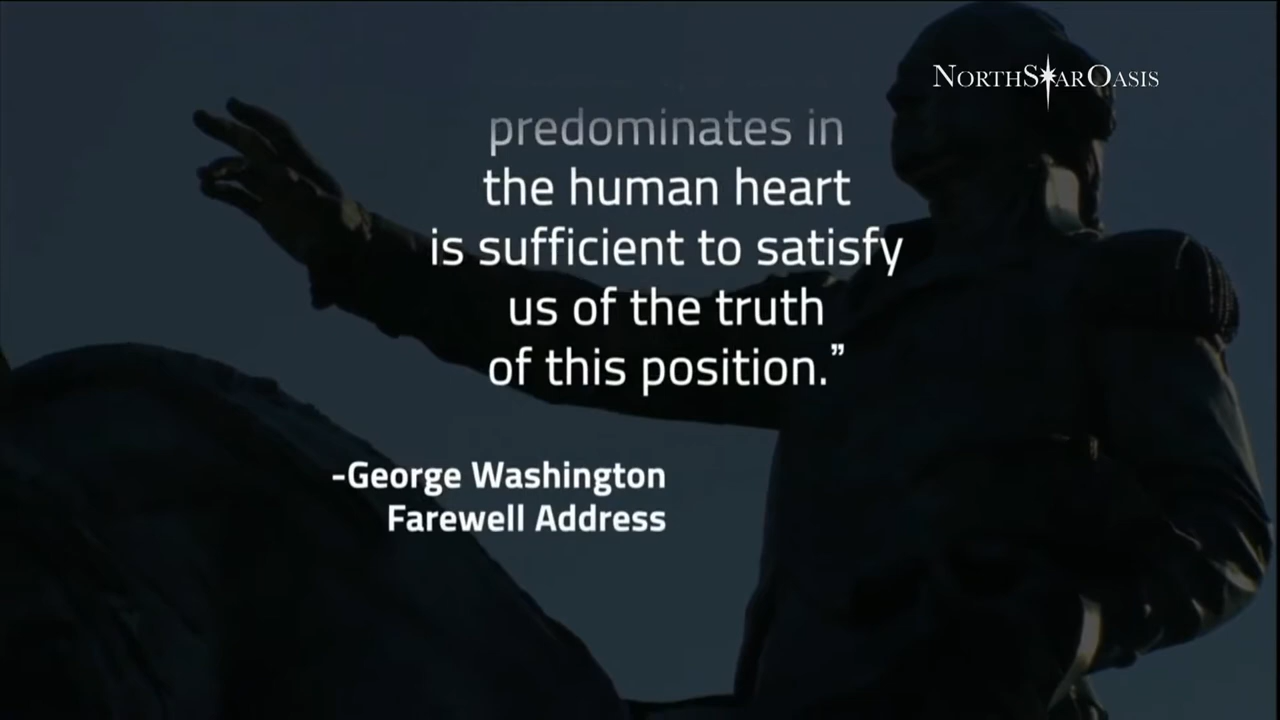 NORTHSTAROASIS
predominates in
the human heart
is sufficient to satisfy
us of the truth
of this position.”
-George Washington
Farewell Address